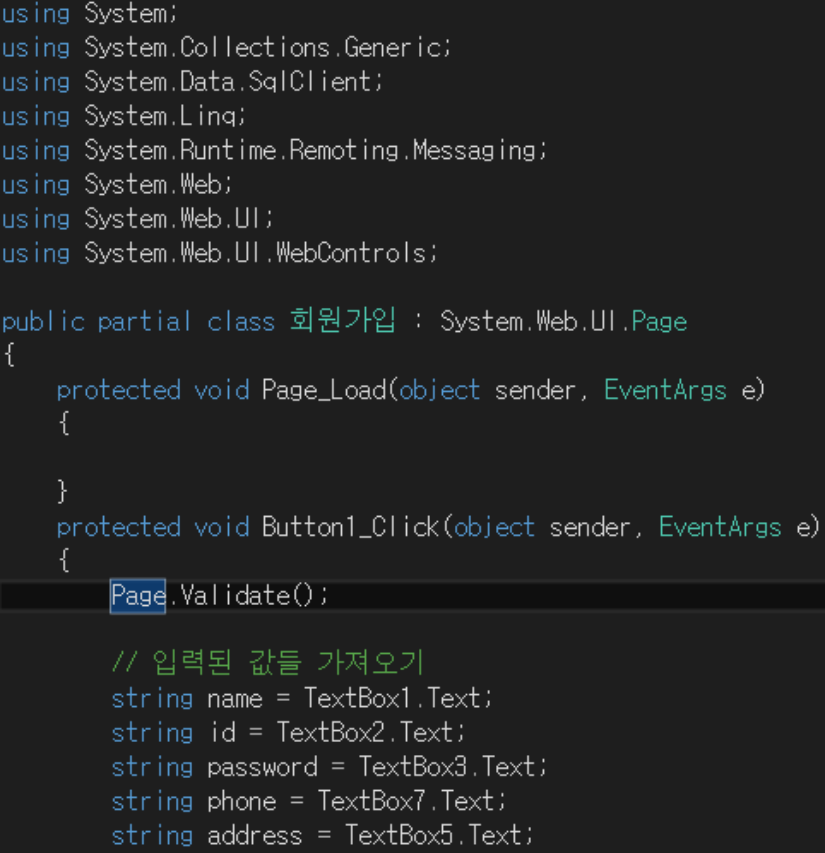 using System;
using System.Collections.Generic;
using System.Data.SqlClient;
using System.Linq;
using System.Runtime.Remoting.Messaging;
using System.Web;
using System.Web.UI;
using System.Web.UI.WebControls;
public partial class 회원가입 : System.Web.UI.Page
{
protected void Page_Load(object sender, EventArgs e)
{
}
protected void Button1_Click(object sender, EventArgs e)
{
Page.Validate();
// 입력된 값들 가져오기
string name = TextBox1.Text;
string id = TextBox2.Text;
string password = TextBox3.Text;
string phone = TextBox7.Text;
string address = TextBox5.Text;